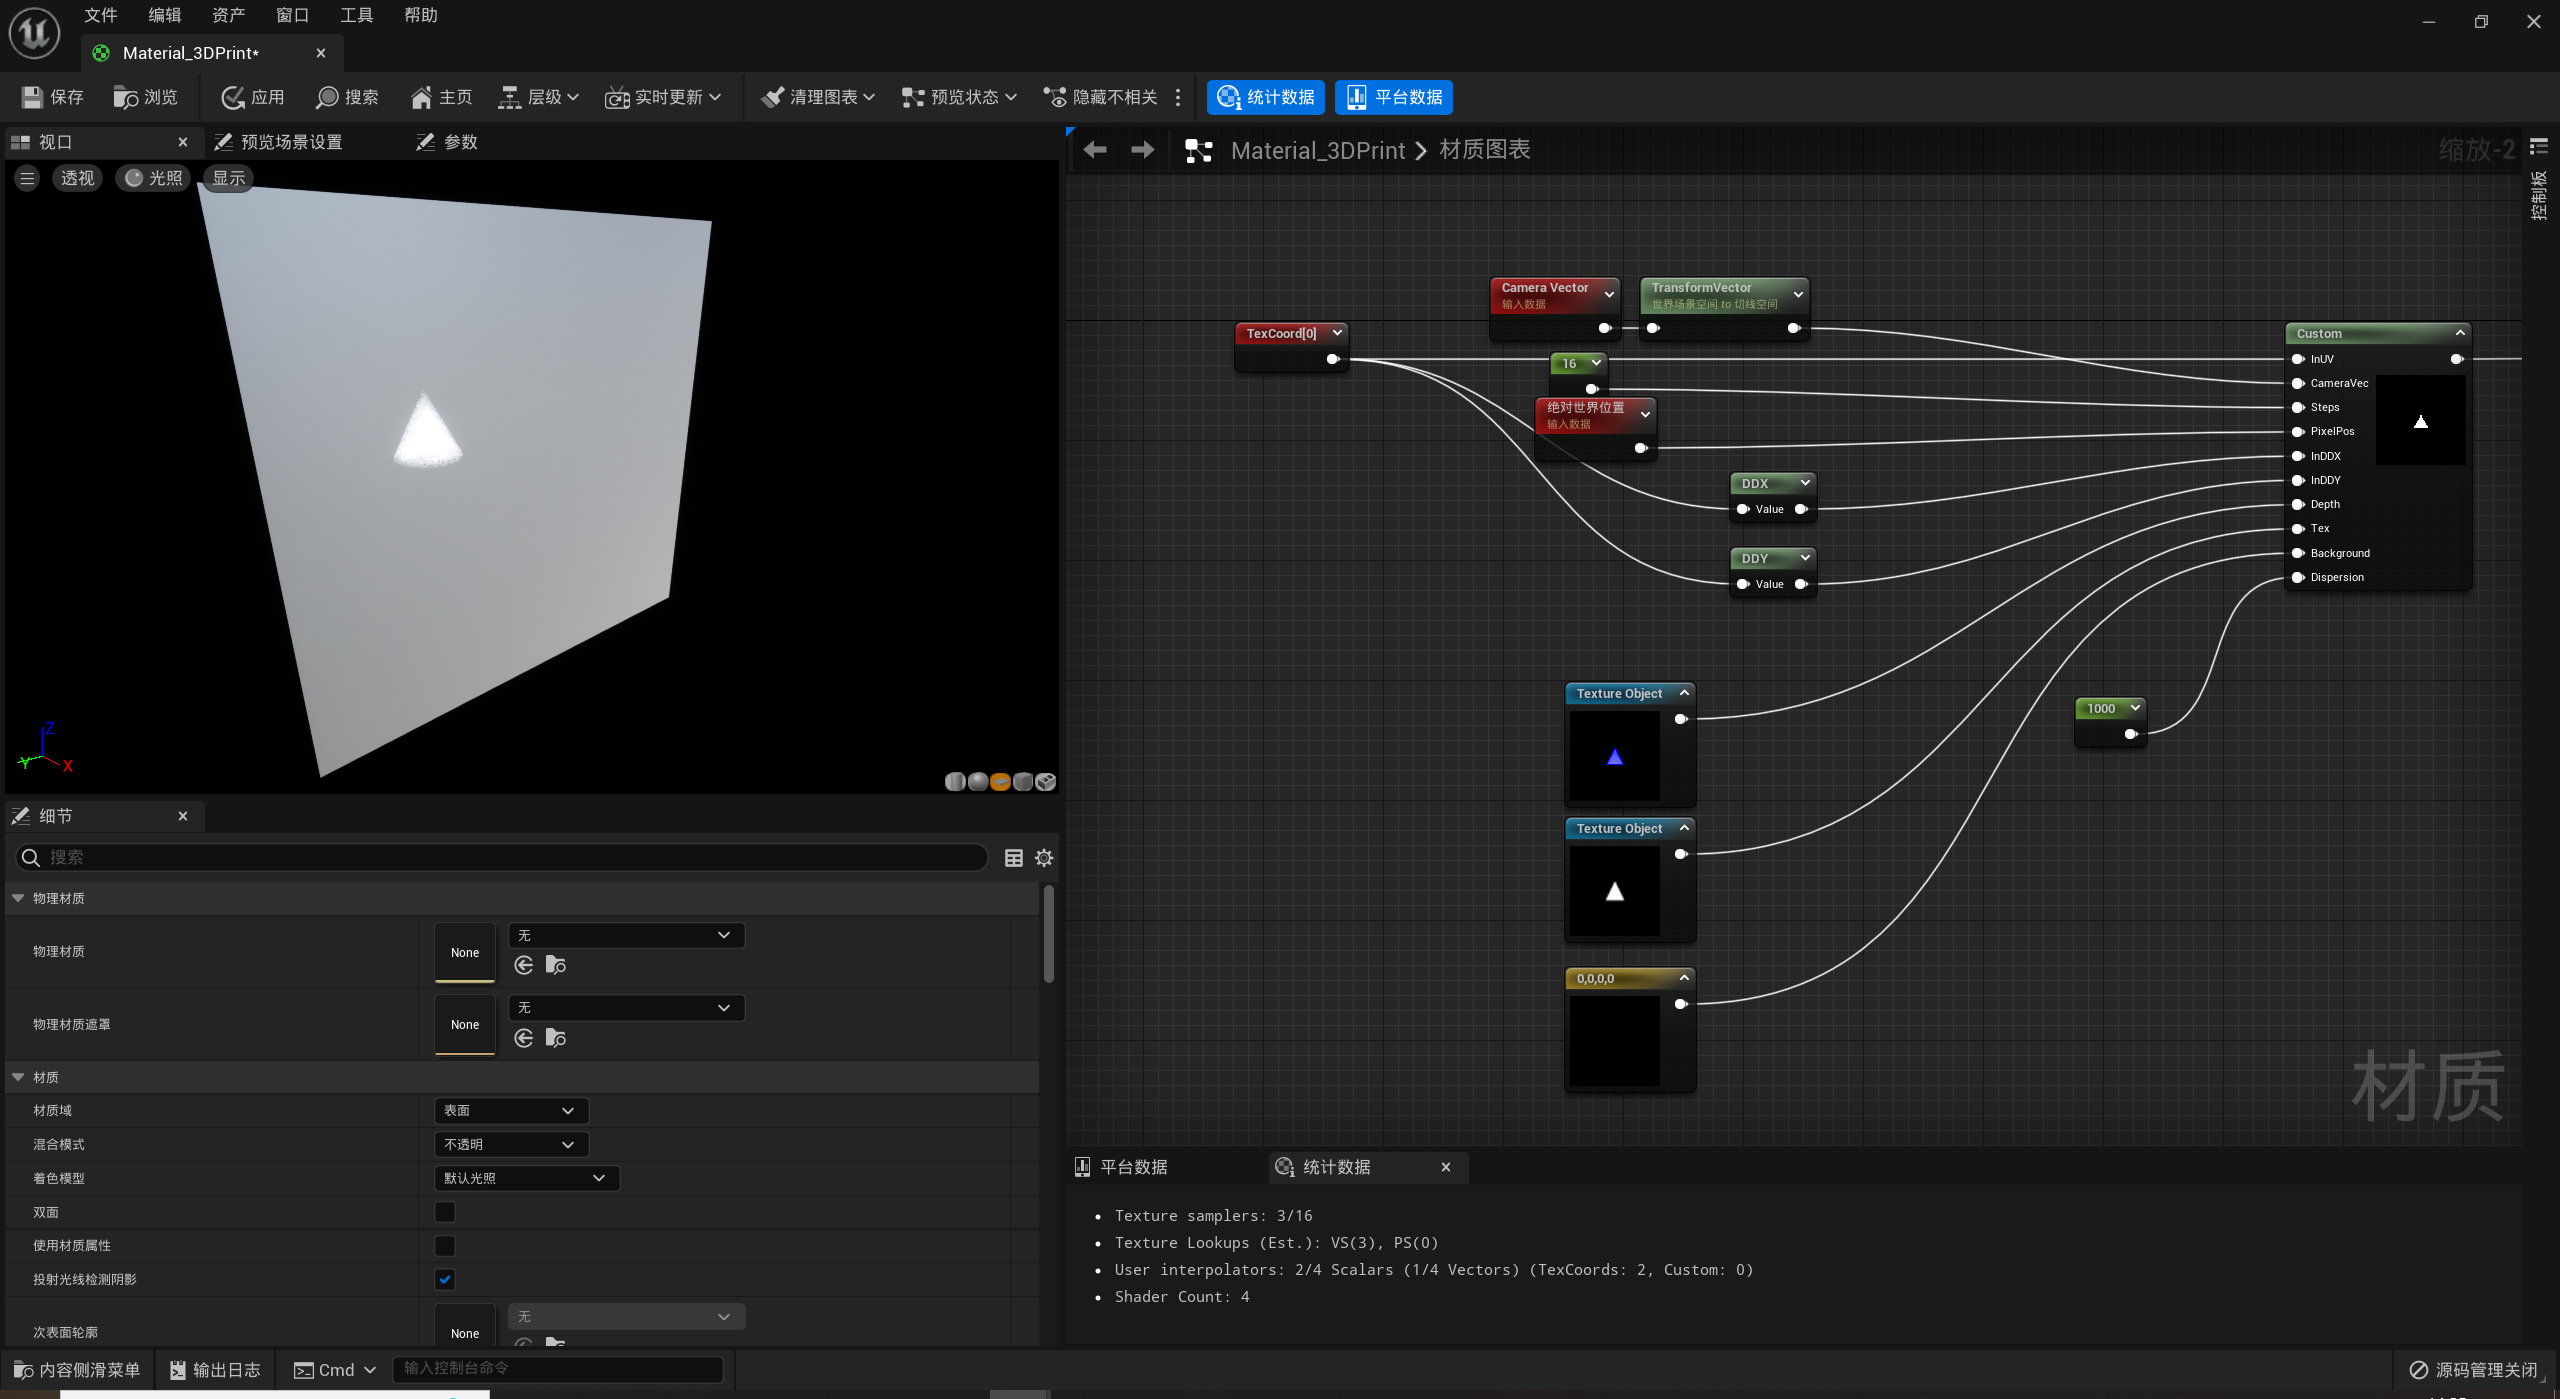 文件 编辑 资产 窗口 工具 帮助
Material_3DPrint*
保存 浏览 应用 搜索 主页 层级 实时更新 清理图表 预览状态 隐藏不相关 统计数据 平台数据
视口 预览场景设置 参数
透视 光照 显示
Z
Y
X
Material_3DPrint 材质图表
缩放-2
控制板
TexCoord[0]
Camera Vector
输入数据
TransformVector
世界场景空间 to 切线空间
16
绝对世界位置
输入数据
DDX
Value
DDY
Value
Texture Object
Texture Object
0,0,0,0
1000
Custom
InUV
CameraVec
Steps
PixelPos
InDDX
InDDY
Depth
Tex
Background
Dispersion
材质
细节
搜索
物理材质
物理材质
None
无
物理材质遮罩
None
无
材质
材质域
表面
混合模式
不透明
着色模型
默认光照
双面
使用材质属性
投射光线检测阴影
次表面轮廓
None
无
平台数据 统计数据
Texture samplers: 3/16
Texture Lookups (Est.): VS(3), PS(0)
User interpolators: 2/4 Scalars (1/4 Vectors) (TexCoords: 2, Custom: 0)
Shader Count: 4
内容侧滑菜单 输出日志 Cmd 输入控制台命令 源码管理关闭